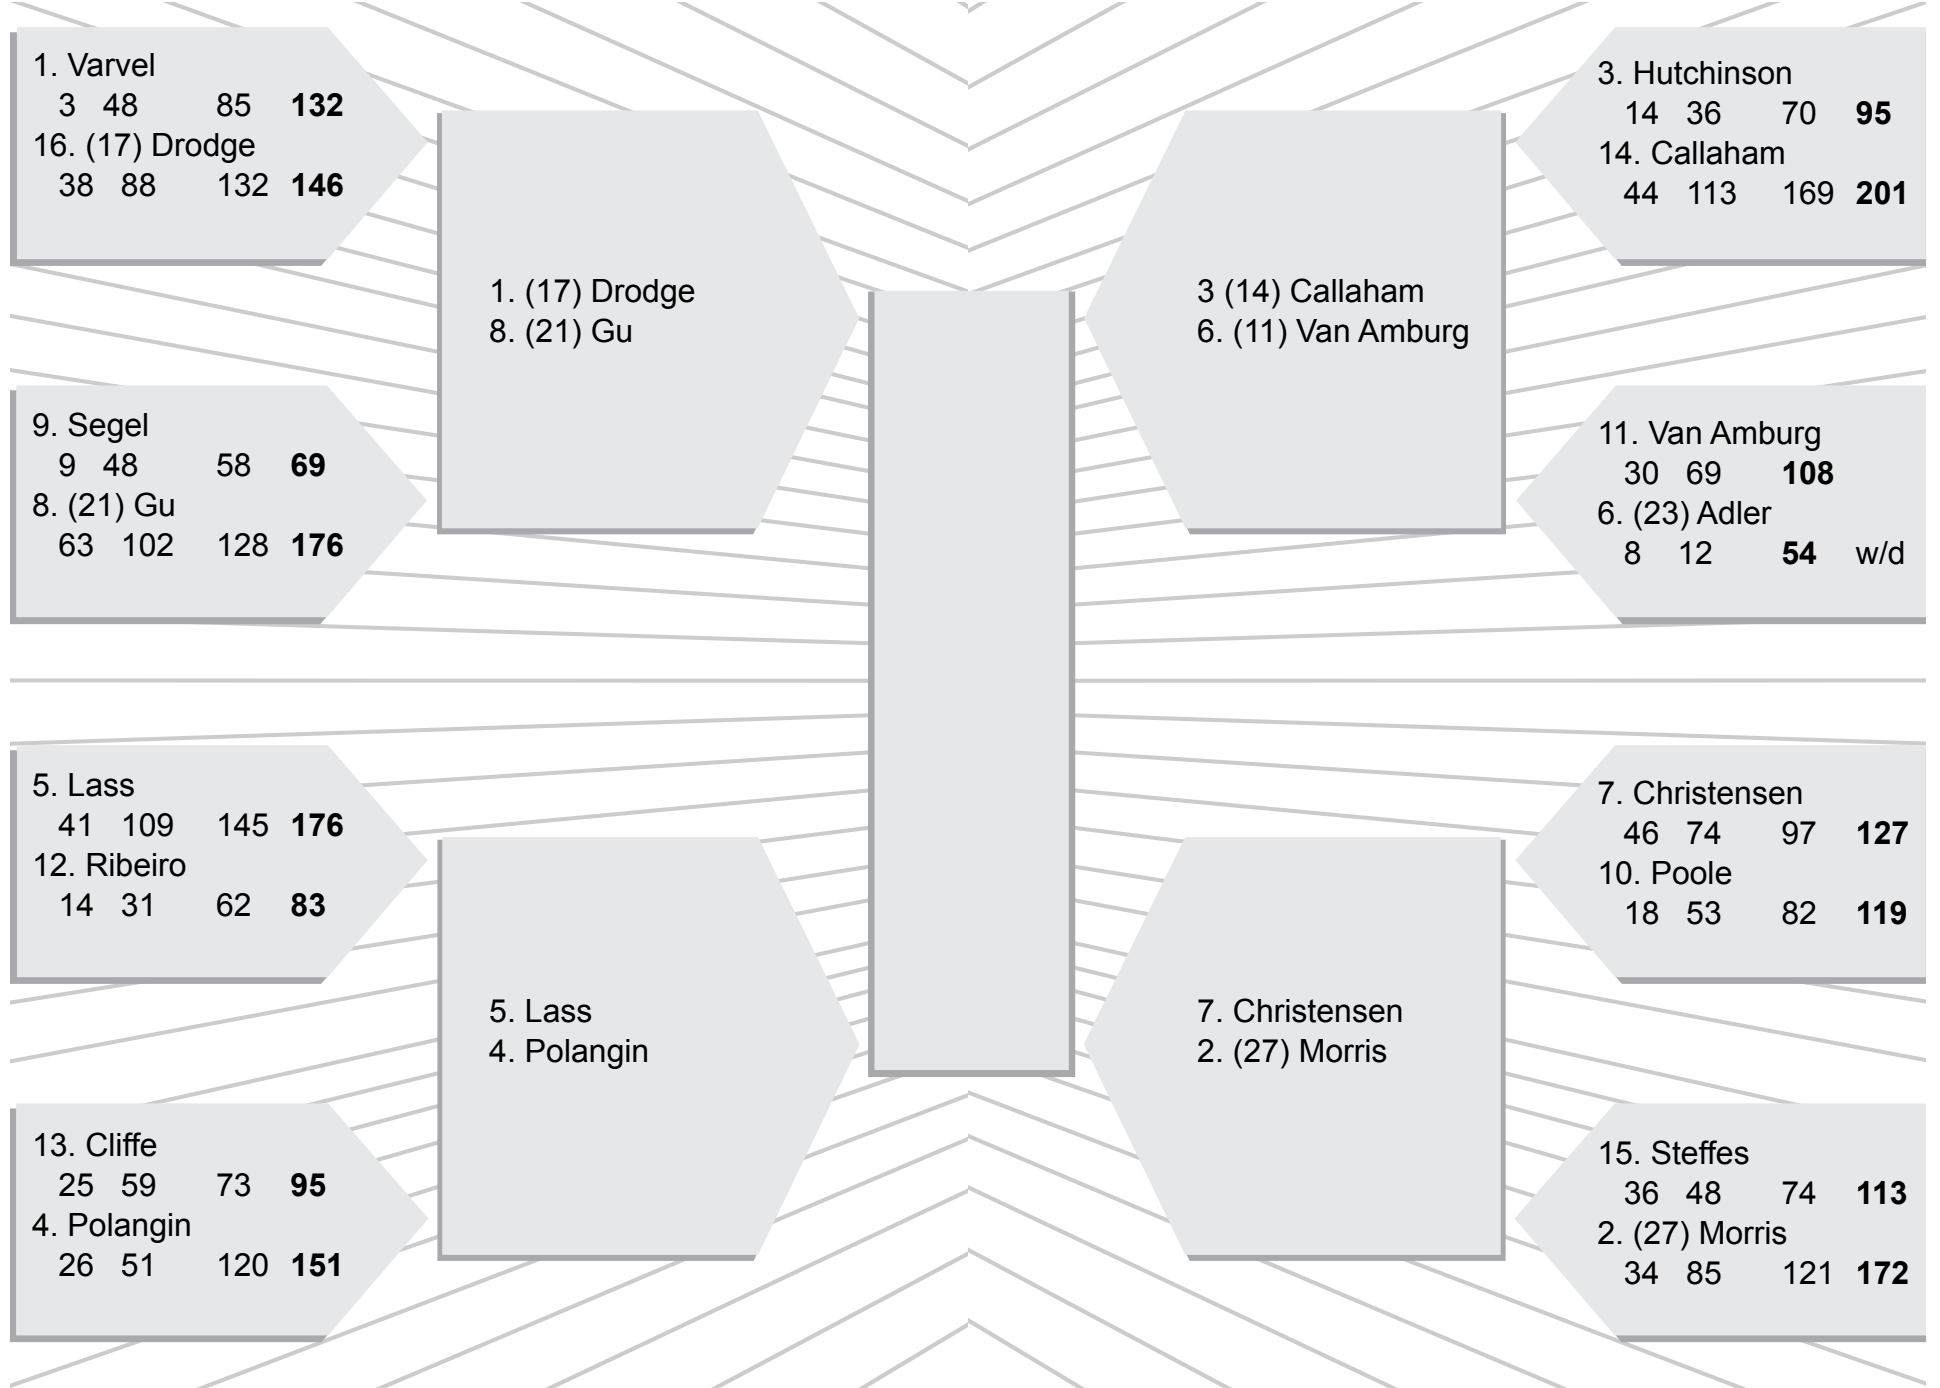 1. Varvel
3 48 85 132
16. (17) Drodge
38 88 132 146
9. Segel
9 48 58 69
8. (21) Gu
63 102 128 176
5. Lass
41 109 145 176
12. Ribeiro
14 31 62 83
13. Cliffe
25 59 73 95
4. Polangin
26 51 120 151
1. (17) Drodge
8. (21) Gu
5. Lass
4. Polangin
3 (14) Callaham
6. (11) Van Amburg
7. Christensen
2. (27) Morris
3. Hutchinson
14 36 70 95
14. Callaham
44 113 169 201
11. Van Amburg
30 69 108
6. (23) Adler
8 12 54 w/d
7. Christensen
46 74 97 127
10. Poole
18 53 82 119
15. Steffes
36 48 74 113
2. (27) Morris
34 85 121 172